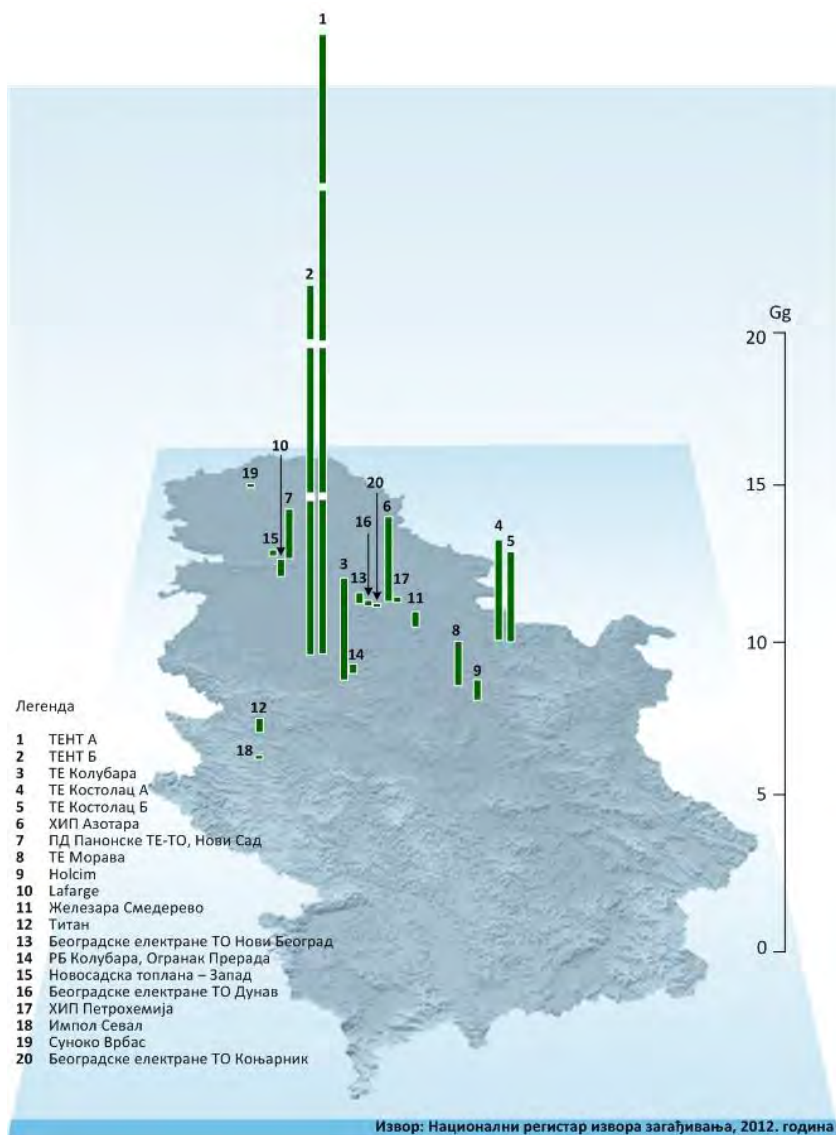 1
2
Gg
20
10
19
7
20
16
6
15
15
4
5
3
13
17
11
14
8
10
9
12
18
5
0
Легенда
1 ТЕНТ А
2 ТЕНТ Б
3 ТЕ Колубара
4 ТЕ Костолац А
5 ТЕ Костолац Б
6 ХИП Азотара
7 ПД Панонске ТЕ-ТО, Нови Сад
8 ТЕ Морава
9 Holcim
10 Lafarge
11 Железара Смедерево
12 Титан
13 Београдске електране ТО Нови Београд
14 РБ Колубара, Огранак Прерада
15 Новосадска топлана – Запад
16 Београдске електране ТО Дунав
17 ХИП Петрохемија
18 Импол Севал
19 Суноко Врбас
20 Београдске електране ТО Коњарник
Извор: Национални регистар извора загађивања, 2012. година